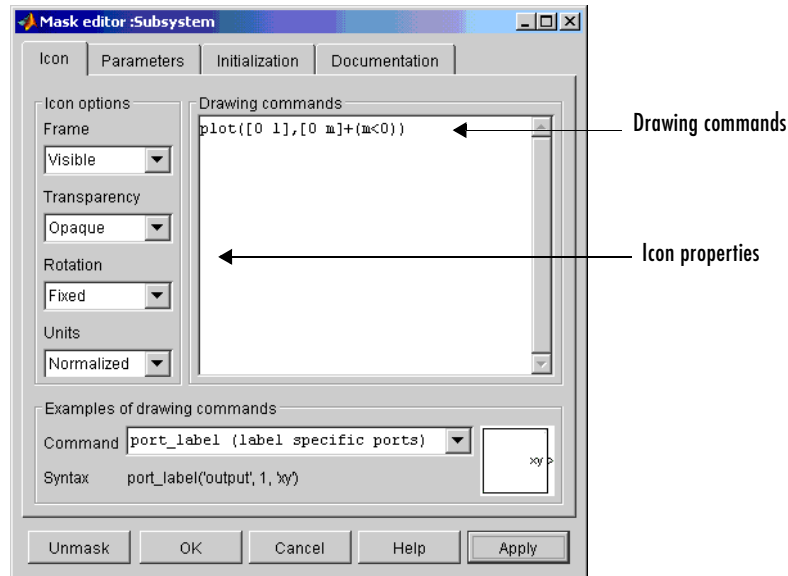 Mask editor :Subsystem
Icon Parameters Initialization Documentation
Icon options
Frame
Visible
Transparency
Opaque
Rotation
Fixed
Units
Normalized
Drawing commands
plot([0 1],[0 m]+(m<0))
Drawing commands
Icon properties
Examples of drawing commands
Command port_label (label specific ports)
Syntax port_label('output', 1, 'xy')
xy
Unmask OK Cancel Help Apply